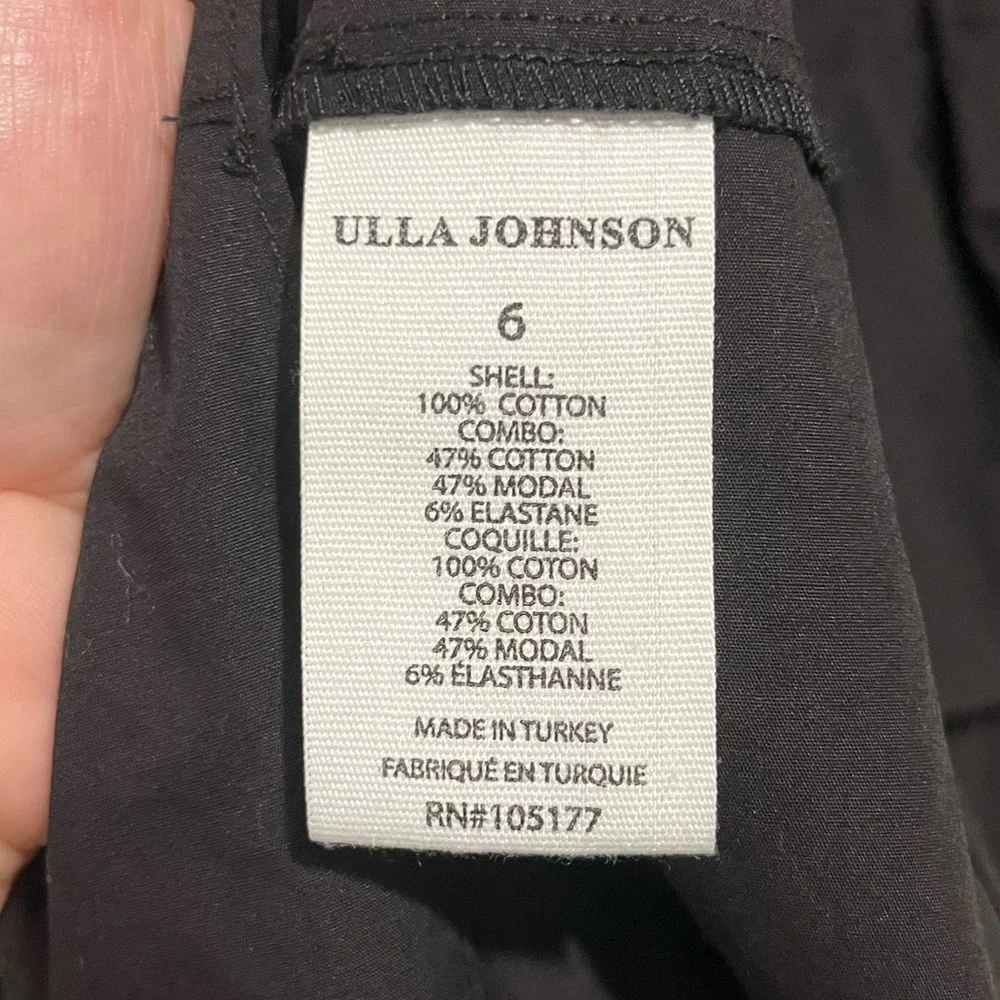 ULLA JOHNSON
6
SHELL:
100% COTTON
COMBO:
47% COTTON
47% MODAL
6% ELASTANE
COQUILLE:
100% COTON
COMBO:
47% COTON
47% MODAL
6% ÉLASTHANNE
MADE IN TURKEY
FABRIQUÉ EN TURQUIE
RN#105177